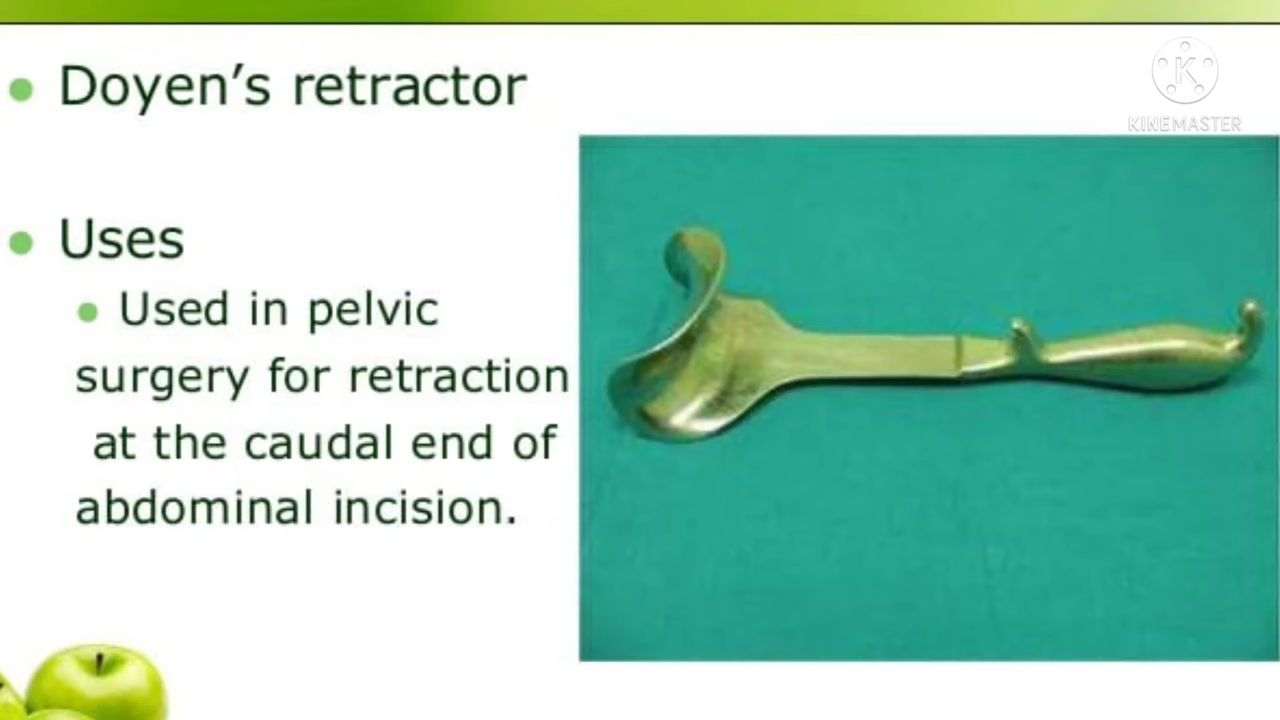 Doyen’s retractor
Uses
Used in pelvic
surgery for retraction
at the caudal end of
abdominal incision.
K
KINEMASTER